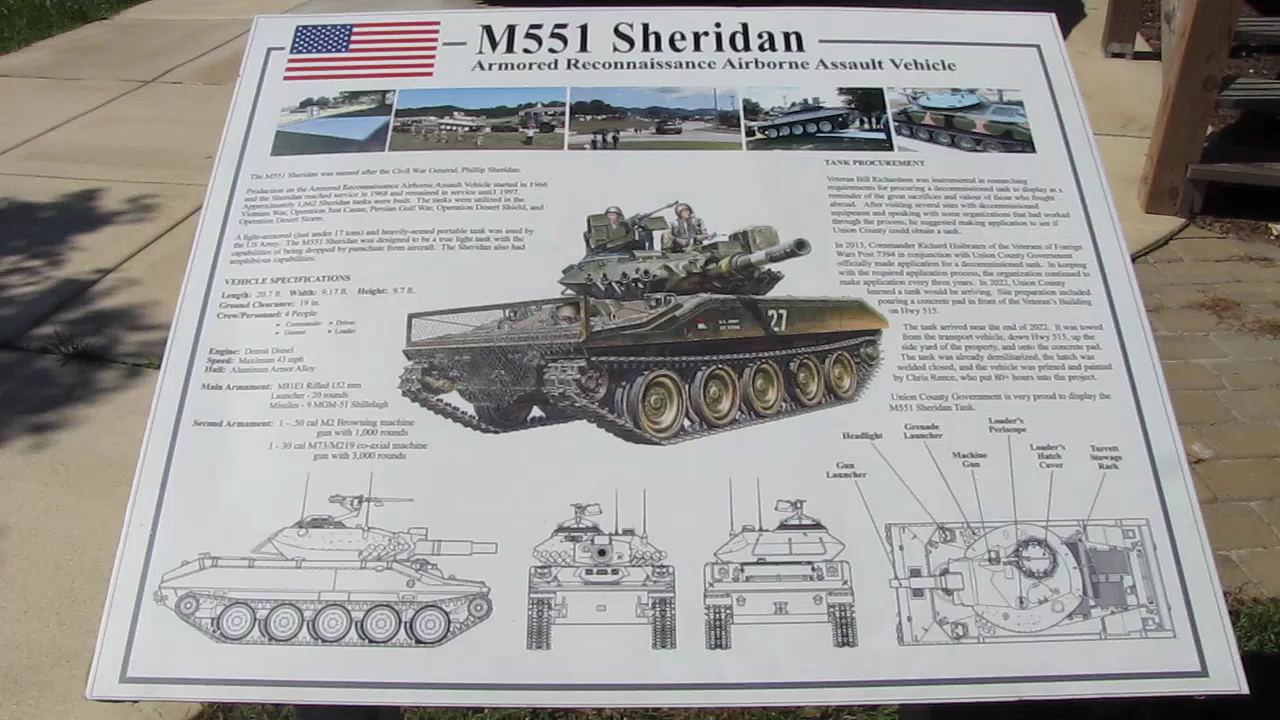 M551 Sheridan
Armored Reconnaissance Airborne Assault Vehicle
The M551 Sheridan was named after the Civil War General, Phillip Sheridan.
Production on the Armored Reconnaissance Airborne Assault Vehicle started in 1966
and the Sheridan reached service in 1968 and remained in service until 1997.
Approximately 1,662 Sheridan tanks were built. The tanks were utilized in the
Vietnam War, Operation Just Cause, Persian Gulf War, Operation Desert Shield, and
Operation Desert Storm.
A light-armored (just under 17 tons) and heavily-armed portable tank was used by
the US Army. The M551 Sheridan was designed to be a true light tank with the
capabilities of being dropped by parachute from aircraft. The Sheridan also had
amphibious capabilities.
VEHICLE SPECIFICATIONS
Length: 20.7 ft. Width: 9.17 ft. Height: 9.7 ft.
Ground Clearance: 19 in.
Crew/Personnel: 4 People
➤ Commander ➤ Driver
➤ Gunner ➤ Loader
Engine: Detroit Diesel
Speed: Maximum 43 mph
Hull: Aluminum Armor Alloy
Main Armament: M81E1 Rifled 152 mm
Launcher - 20 rounds
Missiles - 9 MGM-51 Shillelagh
Second Armament: 1 - .50 cal M2 Browning machine
gun with 1,000 rounds
1 - 30 cal M73/M219 co-axial machine
gun with 3,000 rounds
TANK PROCUREMENT
Veteran Bill Richardson was instrumental in researching
requirements for procuring a decommissioned tank to display as a
reminder of the great sacrifices and valour of those who fought
abroad. After visiting several sites with decommissioned
equipment and speaking with some organizations that had worked
through the process, he suggested making application to see if
Union County could obtain a tank.
In 2013, Commander Richard of the Veterans of Foreign
Wars Post 7394 in conjunction with Union County Government
officially made application for a decommissioned tank. In keeping
with the required application process, the organization continued to
make application every three years. In 2022, Union County
learned a tank would be arriving. Site preparation included
pouring a concrete pad in front of the Veteran's Building
on Hwy 515.
The tank arrived near the end of 2022. It was towed
from the transport vehicle, down Hwy 515, up the
side yard of the property, and onto the concrete pad.
The tank was already demilitarized, the hatch was
welded closed, and the vehicle was primed and painted
by Chris Reece, who put 80+ hours into the project.
Union County Government is very proud to display the
M551 Sheridan Tank.
27
U.S. ARMY
Gun
Launcher
Headlight
Grenade
Launcher
Machine
Gun
Loader's
Periscope
Loader's
Hatch
Cover
Turrett
Stowage
Rack